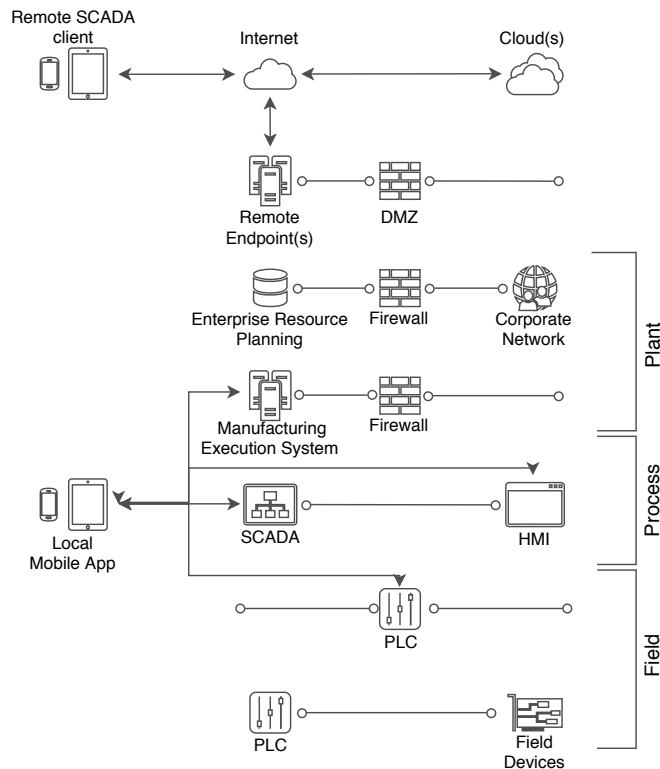 Remote SCADA
client
Internet
Cloud(s)
Remote
Endpoint(s)
DMZ
Enterprise Resource
Planning
Firewall
Corporate
Network
Plant
Manufacturing
Execution System
Firewall
Local
Mobile App
SCADA
HMI
Process
PLC
Field
PLC
Field
Devices